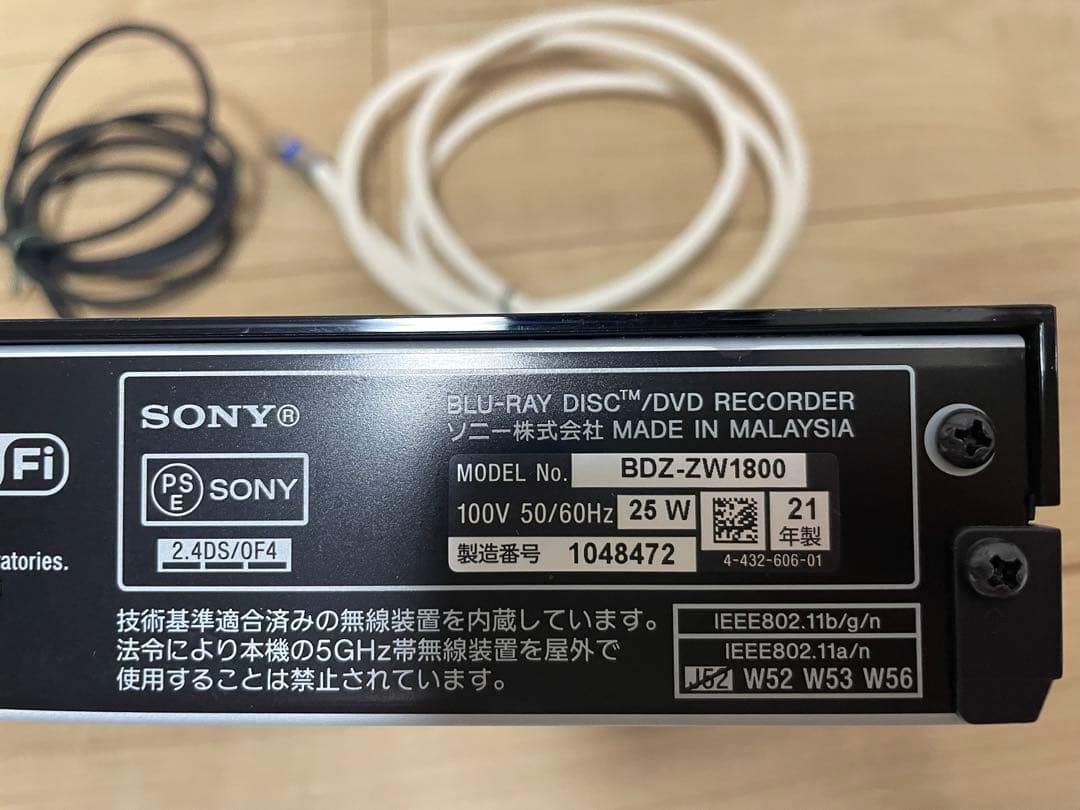 SONY®
BLU-RAY DISC™/DVD RECORDER
ソニー株式会社 MADE IN MALAYSIA
Fi
PS
E
SONY
MODEL No. BDZ-ZW1800
100V 50/60Hz 25 W
21
年製
2.4DS/OF4
製造番号 1048472
4-432-606-01
ratories.
技術基準適合済みの無線装置を内蔵しています。
法令により本機の5GHz帯無線装置を屋外で
使用することは禁止されています。
IEEE802.11b/g/n
IEEE802.11a/n
J52 W52 W53 W56